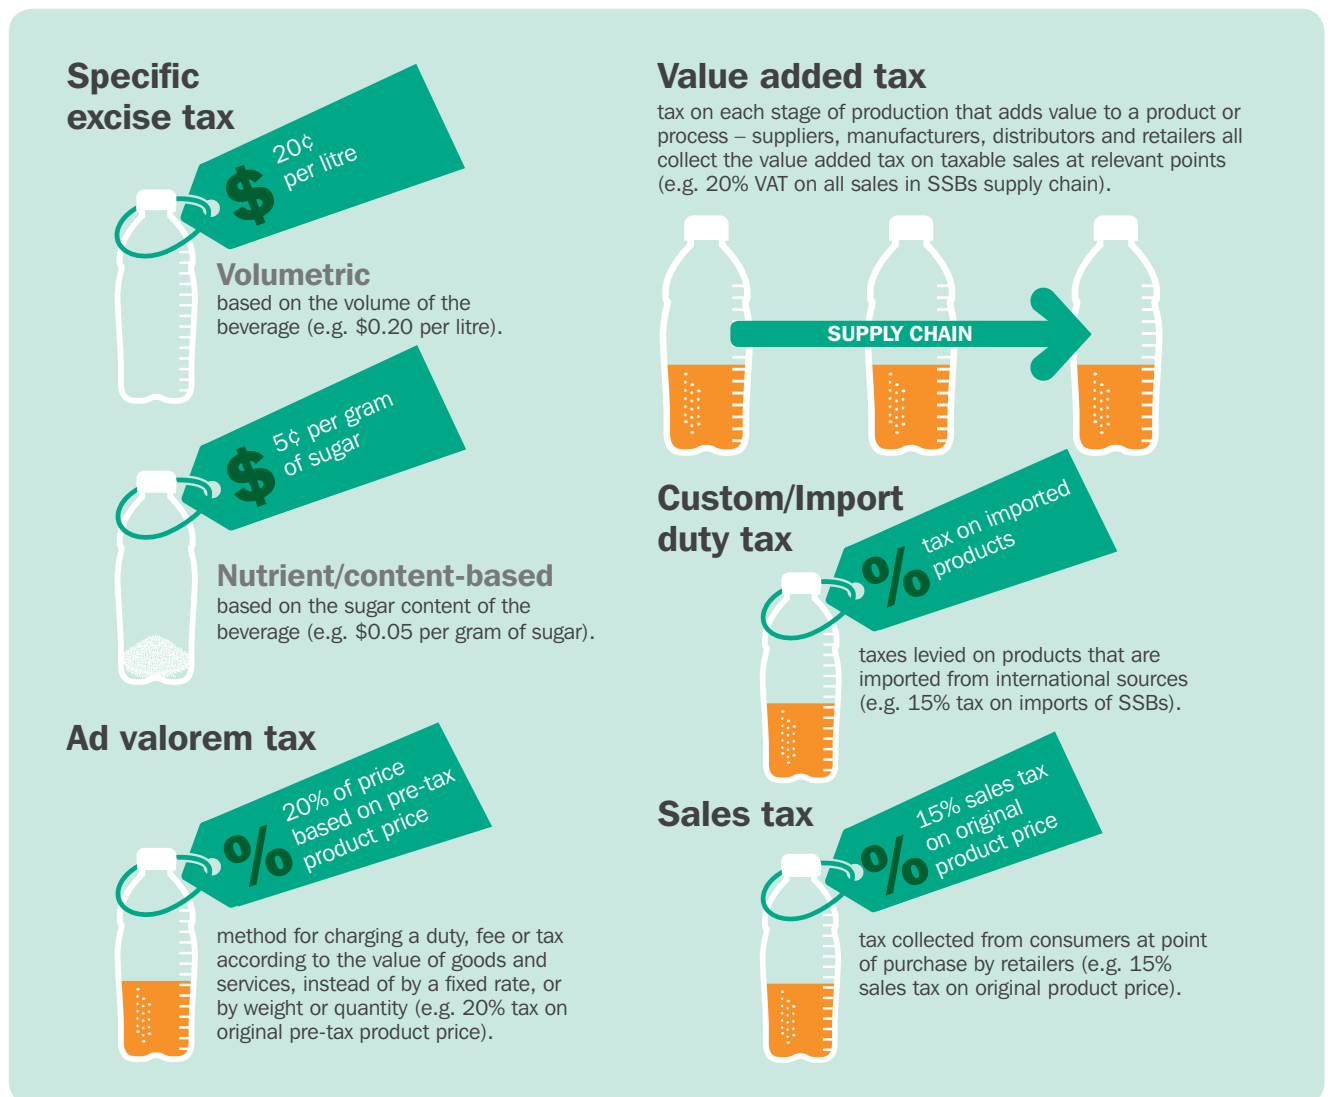 Specific
excise tax
$
20¢
per litre
Volumetric
based on the volume of the
beverage (e.g. $0.20 per litre).
$
5¢ per gram
of sugar
Nutrient/content-based
based on the sugar content of the
beverage (e.g. $0.05 per gram of sugar).
Ad valorem tax
%
20% of price
based on pre-tax
product price
method for charging a duty, fee or tax
according to the value of goods and
services, instead of by a fixed rate, or
by weight or quantity (e.g. 20% tax on
original pre-tax product price).
Value added tax
tax on each stage of production that adds value to a product or
process – suppliers, manufacturers, distributors and retailers all
collect the value added tax on taxable sales at relevant points
(e.g. 20% VAT on all sales in SSBs supply chain).
SUPPLY CHAIN
Custom/Import
duty tax
%
tax on imported
products
taxes levied on products that are
imported from international sources
(e.g. 15% tax on imports of SSBs).
Sales tax
%
15% sales tax
on original
product price
tax collected from consumers at point
of purchase by retailers (e.g. 15%
sales tax on original product price).